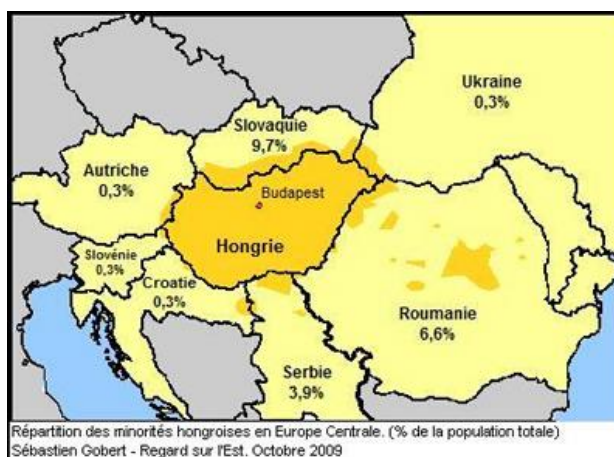 Ukraine
0,3%
Slovaquie
9,7%
Autriche
0,3%
Budapest
Hongrie
Slovénie
0,3%
Croatie
0,3%
Roumanie
6,6%
Serbie
3,9%
Répartition des minorités hongroises en Europe Centrale. (% de la population totale)
Sébastien Gobert - Regard sur l'Est. Octobre 2009